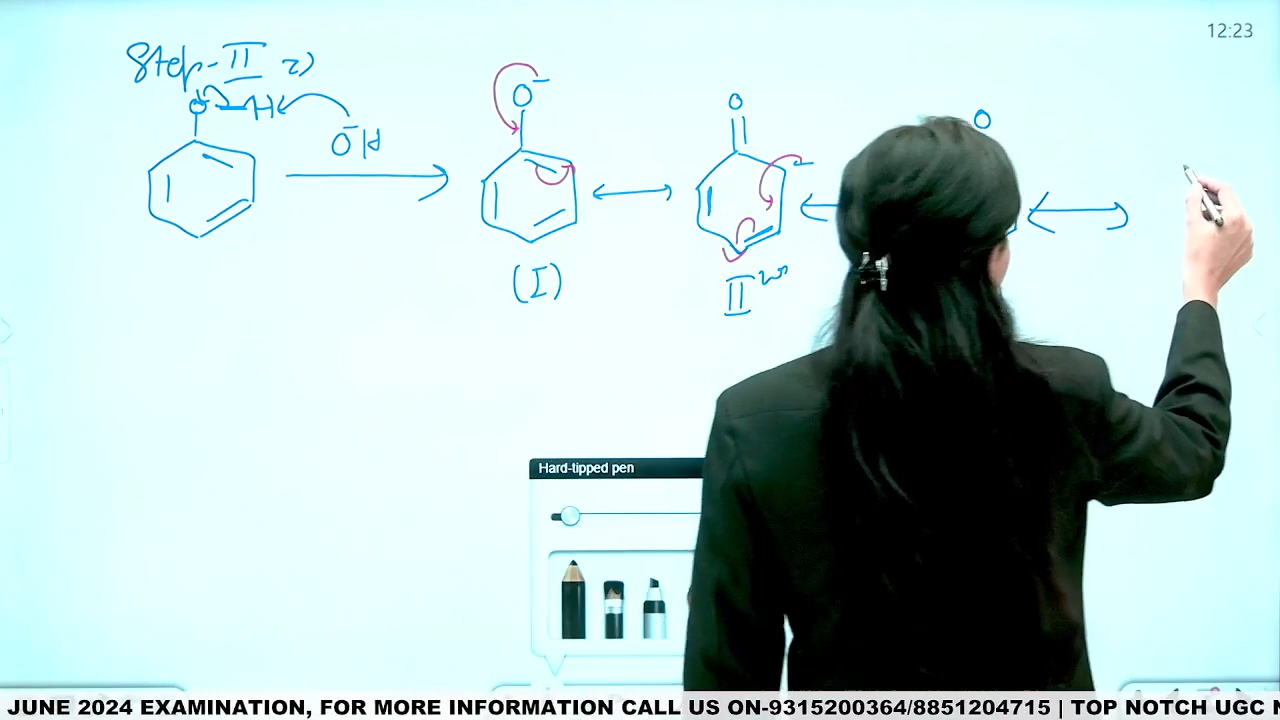 12:23
Step-II 2)
O-H
ŌH
O⁻
O
O
(I)
II
Hard-tipped pen
JUNE 2024 EXAMINATION, FOR MORE INFORMATION CALL US ON-9315200364/8851204715 | TOP NOTCH UGC